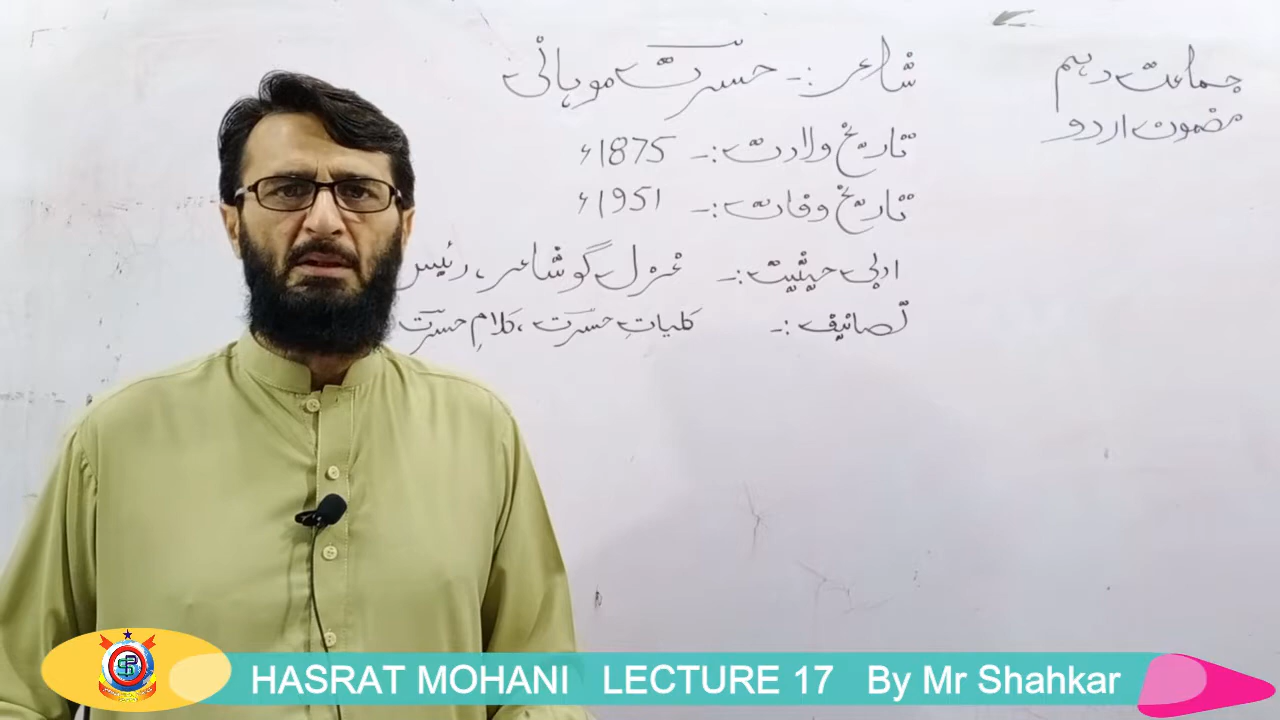 جماعت دہم
مضمون اردو
شاعر :۔ حسرت موہانی
تاریخ ولادت :۔ 1875ء
تاریخ وفات :۔ 1951ء
ادبی حیثیت :۔ غزل گو شاعر، رئیس
تصانیف :۔ کلیاتِ حسرت ، کلامِ حسرت
HASRAT MOHAN LECTURE 17 By Mr Shahkar